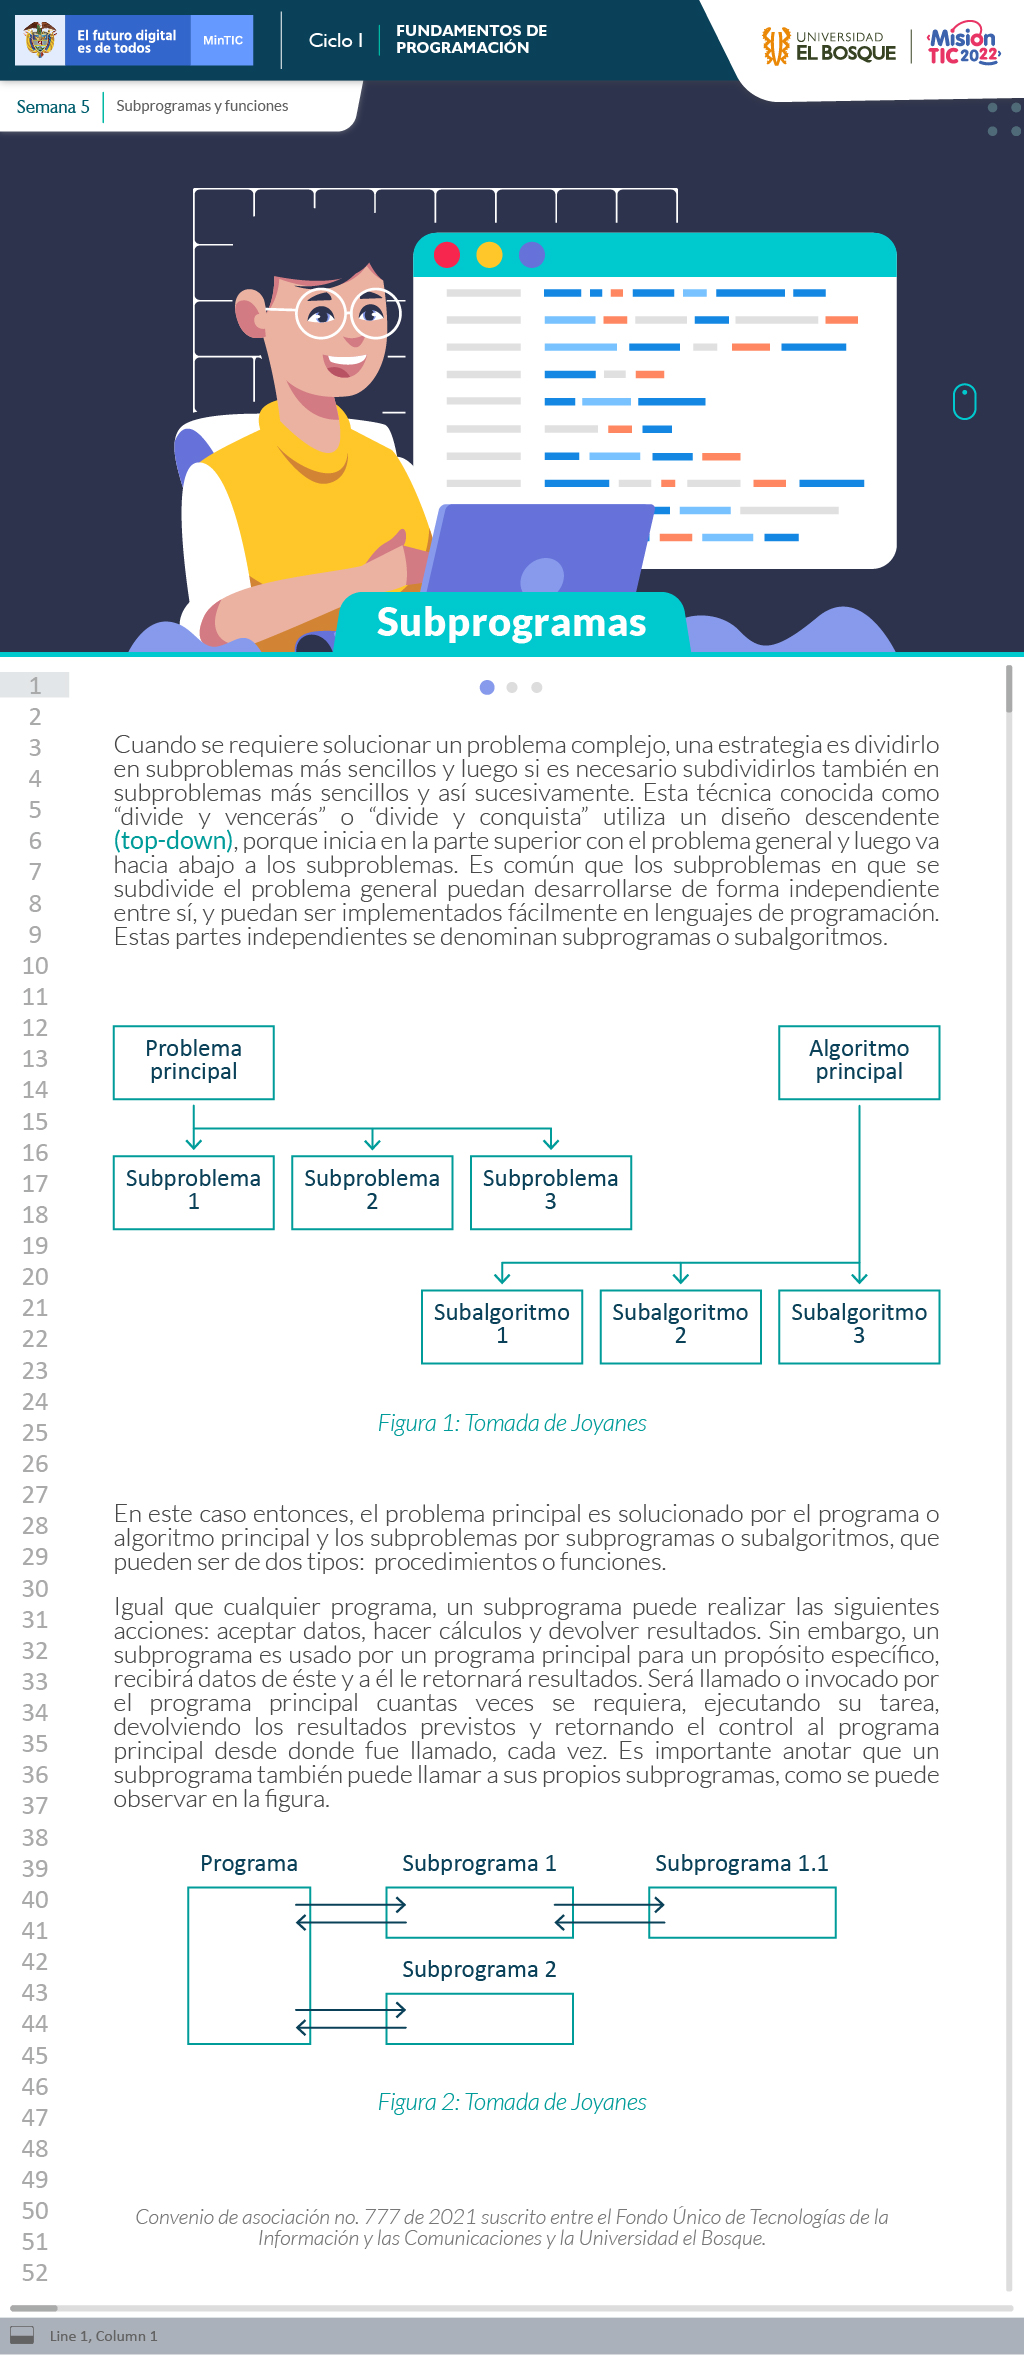 El futuro digital
es de todos
MinTIC
Ciclo I
FUNDAMENTOS DE
PROGRAMACIÓN
UNIVERSIDAD
EL BOSQUE
Misión
TIC2022
Semana 5
Subprogramas y funciones
Subprogramas
1
2
3
4
5
6
7
8
9
10
11
12
13
14
15
16
17
18
19
20
21
22
23
24
25
26
27
28
29
30
31
32
33
34
35
36
37
38
39
40
41
42
43
44
45
46
47
48
49
50
51
52
Cuando se requiere solucionar un problema complejo, una estrategia es dividirlo
en subproblemas más sencillos y luego si es necesario subdividirlos también en
subproblemas más sencillos y así sucesivamente. Esta técnica conocida como
“divide y vencerás” o “divide y conquista” utiliza un diseño descendente
(top-down), porque inicia en la parte superior con el problema general y luego va
hacia abajo a los subproblemas. Es común que los subproblemas en que se
subdivide el problema general puedan desarrollarse de forma independiente
entre sí, y puedan ser implementados fácilmente en lenguajes de programación.
Estas partes independientes se denominan subprogramas o subalgoritmos.
Problema
principal
Algoritmo
principal
Subproblema
1
Subproblema
2
Subproblema
3
Subalgoritmo
1
Subalgoritmo
2
Subalgoritmo
3
Figura 1: Tomada de Joyanes
En este caso entonces, el problema principal es solucionado por el programa o
algoritmo principal y los subproblemas por subprogramas o subalgoritmos, que
pueden ser de dos tipos: procedimientos o funciones.
Igual que cualquier programa, un subprograma puede realizar las siguientes
acciones: aceptar datos, hacer cálculos y devolver resultados. Sin embargo, un
subprograma es usado por un programa principal para un propósito específico,
recibirá datos de éste y a él le retornará resultados. Será llamado o invocado por
el programa principal cuantas veces se requiera, ejecutando su tarea,
devolviendo los resultados previstos y retornando el control al programa
principal desde donde fue llamado, cada vez. Es importante anotar que un
subprograma también puede llamar a sus propios subprogramas, como se puede
observar en la figura.
Programa
Subprograma 1
Subprograma 1.1
Subprograma 2
Figura 2: Tomada de Joyanes
Convenio de asociación no. 777 de 2021 suscrito entre el Fondo Único de Tecnologías de la
Información y las Comunicaciones y la Universidad el Bosque.
Line 1, Column 1